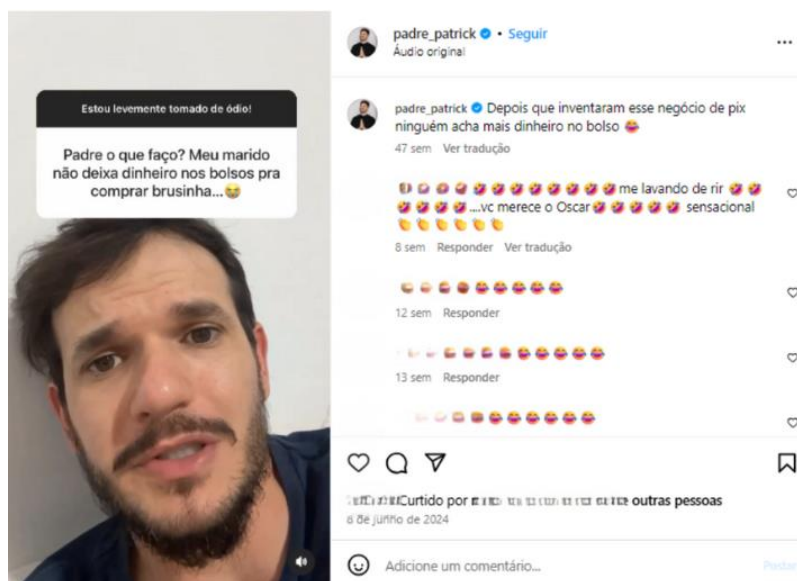 Estou levemente tomado de ódio!
Padre o que faço? Meu marido
não deixa dinheiro nos bolsos pra
comprar brusinha...😭
padre_patrick • Seguir
Áudio original
padre_patrick Depois que inventaram esse negócio de pix
ninguém acha mais dinheiro no bolso 😂
47 sem Ver tradução
🤣🤣🤣🤣🤣🤣🤣🤣 me lavando de rir 🤣🤣
🤣🤣🤣🤣....vc merece o Oscar🤣🤣🤣🤣🤣 sensacional
👏👏👏👏👏👏
8 sem Responder Ver tradução
😂😂😂😂😂
12 sem Responder
😂😂😂😂😂
13 sem Responder
😂😂😂😂😂😂
Curtido por outras pessoas
6 de junho de 2024
Adicione um comentário...
Postar